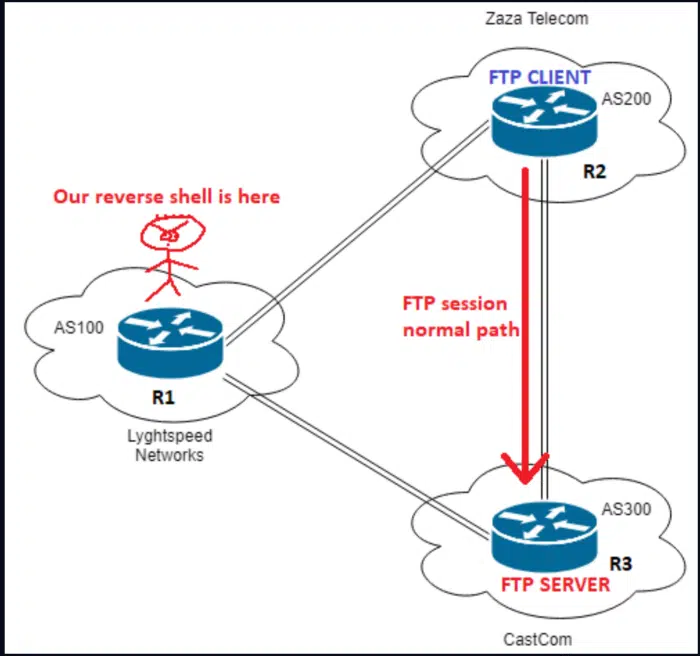 Zaza Telecom
FTP CLIENT
AS200
R2
Our reverse shell is here
FTP session
normal path
AS100
R1
Lyghtspeed
Networks
AS300
R3
FTP SERVER
CastCom